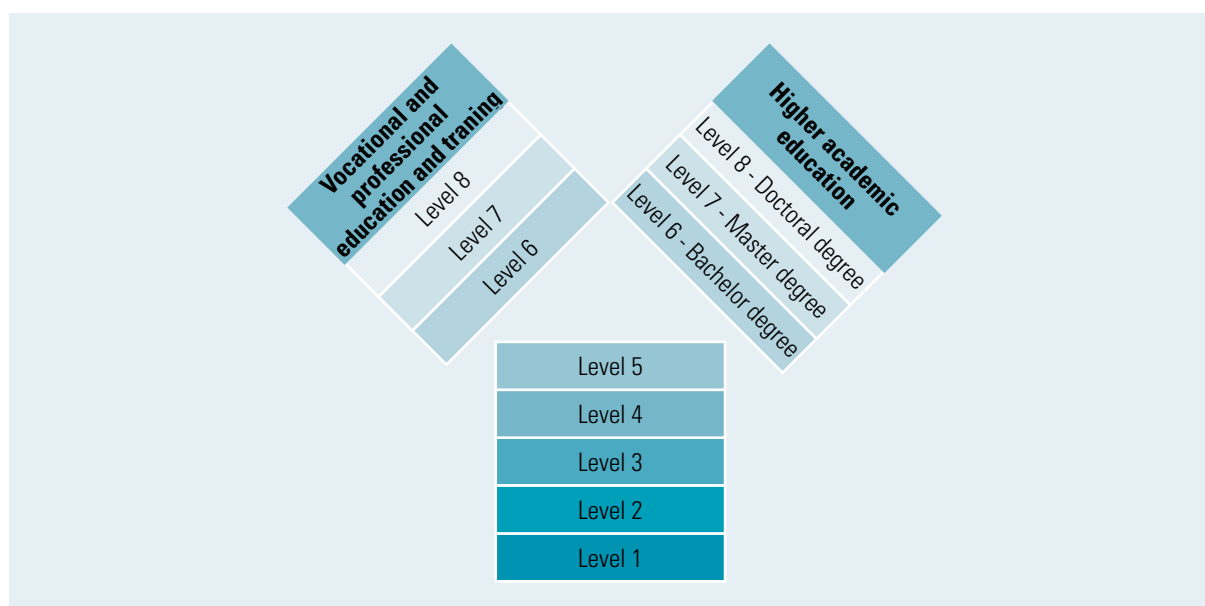 Vocational and
professional
education and traning
Level 8
Level 7
Level 6
Higher academic
education
Level 8 - Doctoral degree
Level 7 - Master degree
Level 6 - Bachelor degree
Level 5
Level 4
Level 3
Level 2
Level 1